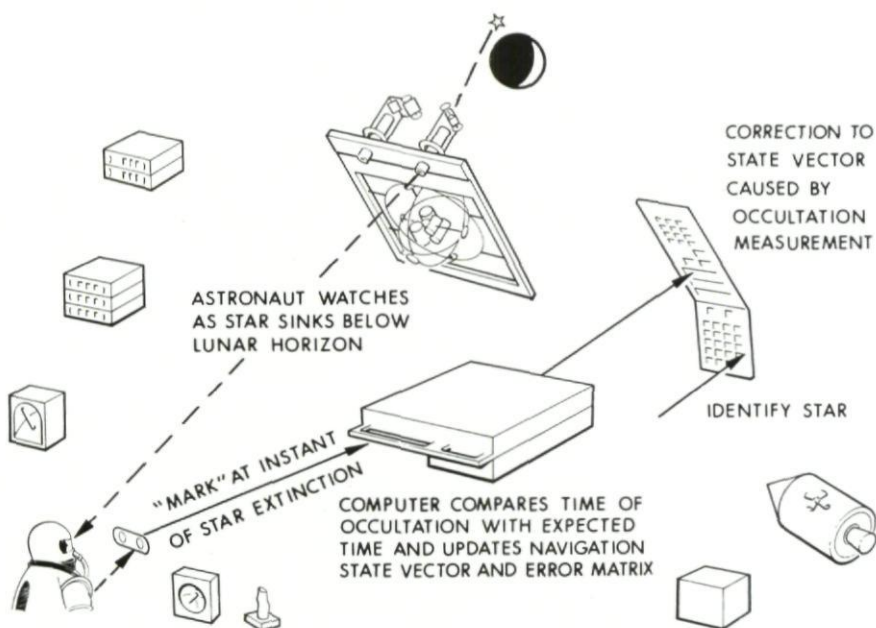 CORRECTION TO
STATE VECTOR
CAUSED BY
OCCULTATION
MEASUREMENT
ASTRONAUT WATCHES
AS STAR SINKS BELOW
LUNAR HORIZON
IDENTIFY STAR
"MARK" AT INSTANT
OF STAR EXTINCTION
COMPUTER COMPARES TIME OF
OCCULTATION WITH EXPECTED
TIME AND UPDATES NAVIGATION
STATE VECTOR AND ERROR MATRIX